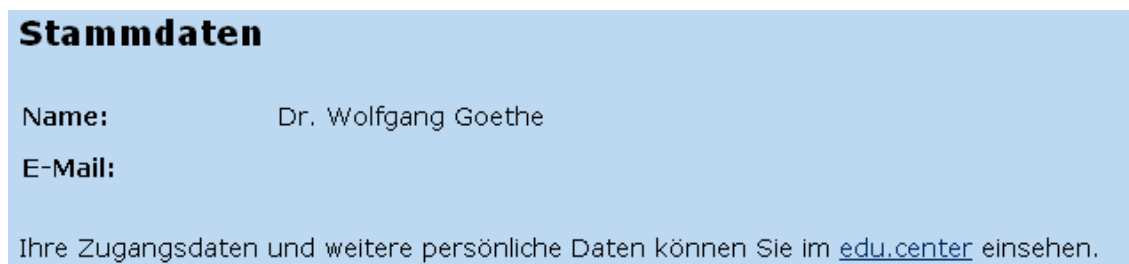 Stammdaten
Name: Dr. Wolfgang Goethe
E-Mail:
Ihre Zugangsdaten und weitere persönliche Daten können Sie im edu.center einsehen.